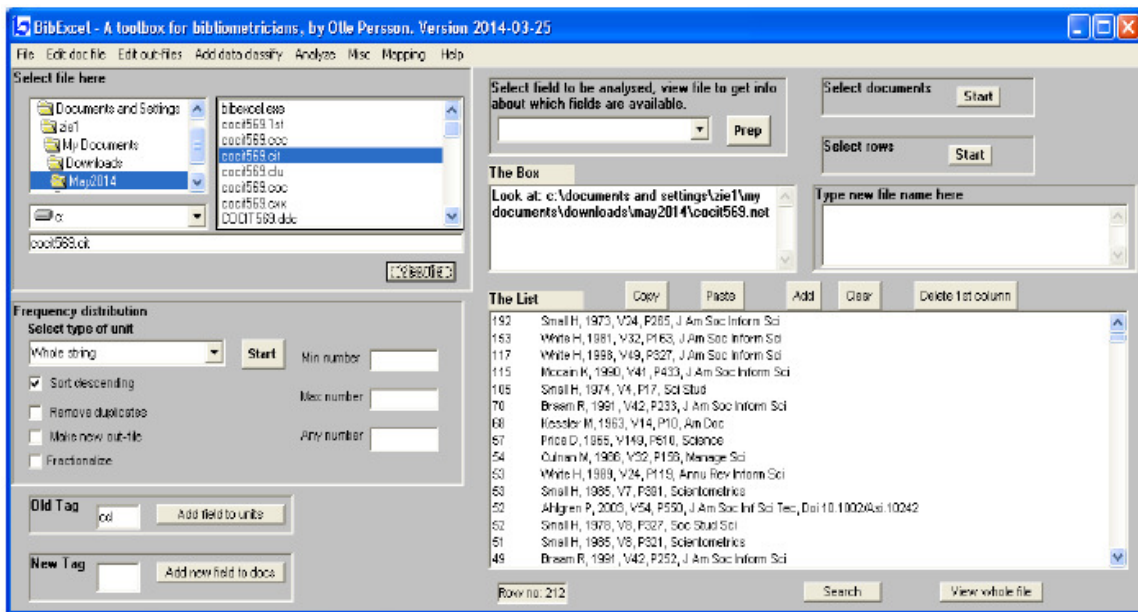 BibExcel - A toolbox for bibliometricians, by Olle Persson. Version 2014-03-25
File Edit doc file Edit out-files Add data classify Analyze Misc Mapping Help
Select file here
Documents and Settings
zie1
My Documents
Downloads
May2014
c:
bibexcel.exe
cocit569.1st
cocit569.ccc
cocit569.cit
cocit569.clu
cocit569.coc
cocit569.cxx
COCIT569.ddc
cocit569.cit
Frequency distribution
Select type of unit
Whole string
Start
Sort descending
Remove duplicates
Make new out-file
Fractionalize
Min number
Max number
Any number
Old Tag
cd
Add field to units
New Tag
Add new field to docs
Select field to be analysed, view file to get info
about which fields are available.
Prep
Select documents
Start
Select rows
Start
The Box
Look at: c:\documents and settings\zie1\my
documents\downloads\may2014\cocit569.net
Type new file name here
The List
Copy
Paste
Add
Clear
Delete 1st column
192 Small H, 1973, V24, P265, J Am Soc Inform Sci
153 White H, 1981, V32, P163, J Am Soc Inform Sci
117 White H, 1998, V49, P327, J Am Soc Inform Sci
115 Mccain K, 1990, V41, P433, J Am Soc Inform Sci
105 Small H, 1974, V4, P17, Sci Stud
70 Braam R, 1991, V42, P233, J Am Soc Inform Sci
68 Kessler M, 1963, V14, P10, Am Doc
57 Price D, 1965, V149, P510, Science
54 Culnan M, 1986, V32, P156, Manage Sci
53 White H, 1989, V24, P119, Annu Rev Inform Sci
53 Small H, 1985, V7, P391, Scientometrics
52 Ahlgren P, 2003, V54, P550, J Am Soc Inf Sci Tec, Doi 10.1002/Asi.10242
52 Small H, 1978, V8, P327, Soc Stud Sci
51 Small H, 1985, V8, P321, Scientometrics
49 Braam R, 1991, V42, P252, J Am Soc Inform Sci
Row no: 212
Search
View whole file